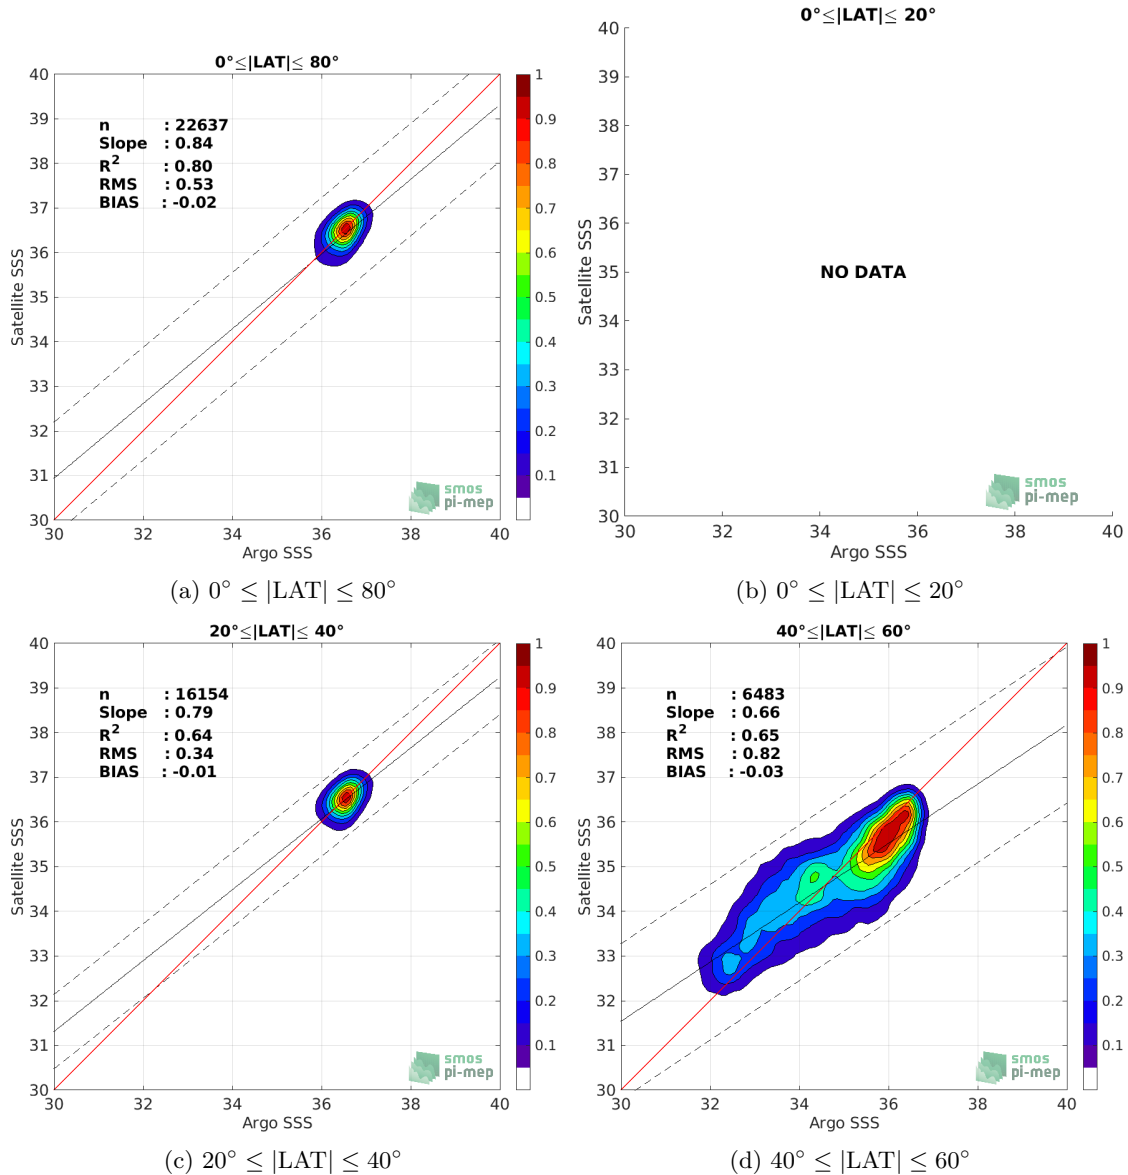 0°≤|LAT|≤ 80°
40
39
38
37
36
35
34
33
32
31
30
Satellite SSS
n : 22637
Slope : 0.84
R2 : 0.80
RMS : 0.53
BIAS : -0.02
smos
pi-mep
30 32 34 36 38 40
Argo SSS
1
0.9
0.8
0.7
0.6
0.5
0.4
0.3
0.2
0.1
(a) 0° ≤ |LAT| ≤ 80°
0°≤|LAT|≤ 20°
40
39
38
37
36
35
34
33
32
31
30
Satellite SSS
NO DATA
smos
pi-mep
30 32 34 36 38 40
Argo SSS
(b) 0° ≤ |LAT| ≤ 20°
20°≤|LAT|≤ 40°
40
39
38
37
36
35
34
33
32
31
30
Satellite SSS
n : 16154
Slope : 0.79
R2 : 0.64
RMS : 0.34
BIAS : -0.01
smos
pi-mep
30 32 34 36 38 40
Argo SSS
1
0.9
0.8
0.7
0.6
0.5
0.4
0.3
0.2
0.1
(c) 20° ≤ |LAT| ≤ 40°
40°≤|LAT|≤ 60°
40
39
38
37
36
35
34
33
32
31
30
Satellite SSS
n : 6483
Slope : 0.66
R2 : 0.65
RMS : 0.82
BIAS : -0.03
smos
pi-mep
30 32 34 36 38 40
Argo SSS
1
0.9
0.8
0.7
0.6
0.5
0.4
0.3
0.2
0.1
(d) 40° ≤ |LAT| ≤ 60°